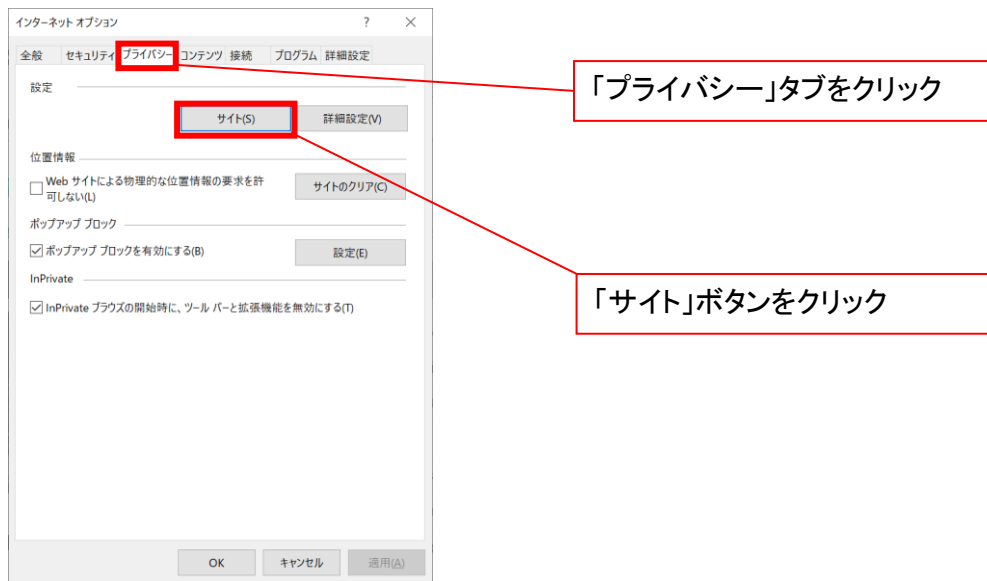 インターネット オプション ? ×
全般 セキュリティ プライバシー コンテンツ 接続 プログラム 詳細設定
「プライバシー」タブをクリック
設定
サイト(S) 詳細設定(V)
位置情報
Web サイトによる物理的な位置情報の要求を許
可しない(L)
サイトのクリア(C)
ポップアップ ブロック
ポップアップ ブロックを有効にする(B) 設定(E)
InPrivate
InPrivate ブラウズの開始時に、ツール バーと拡張機能を無効にする(T)
「サイト」ボタンをクリック
OK キャンセル 適用(A)